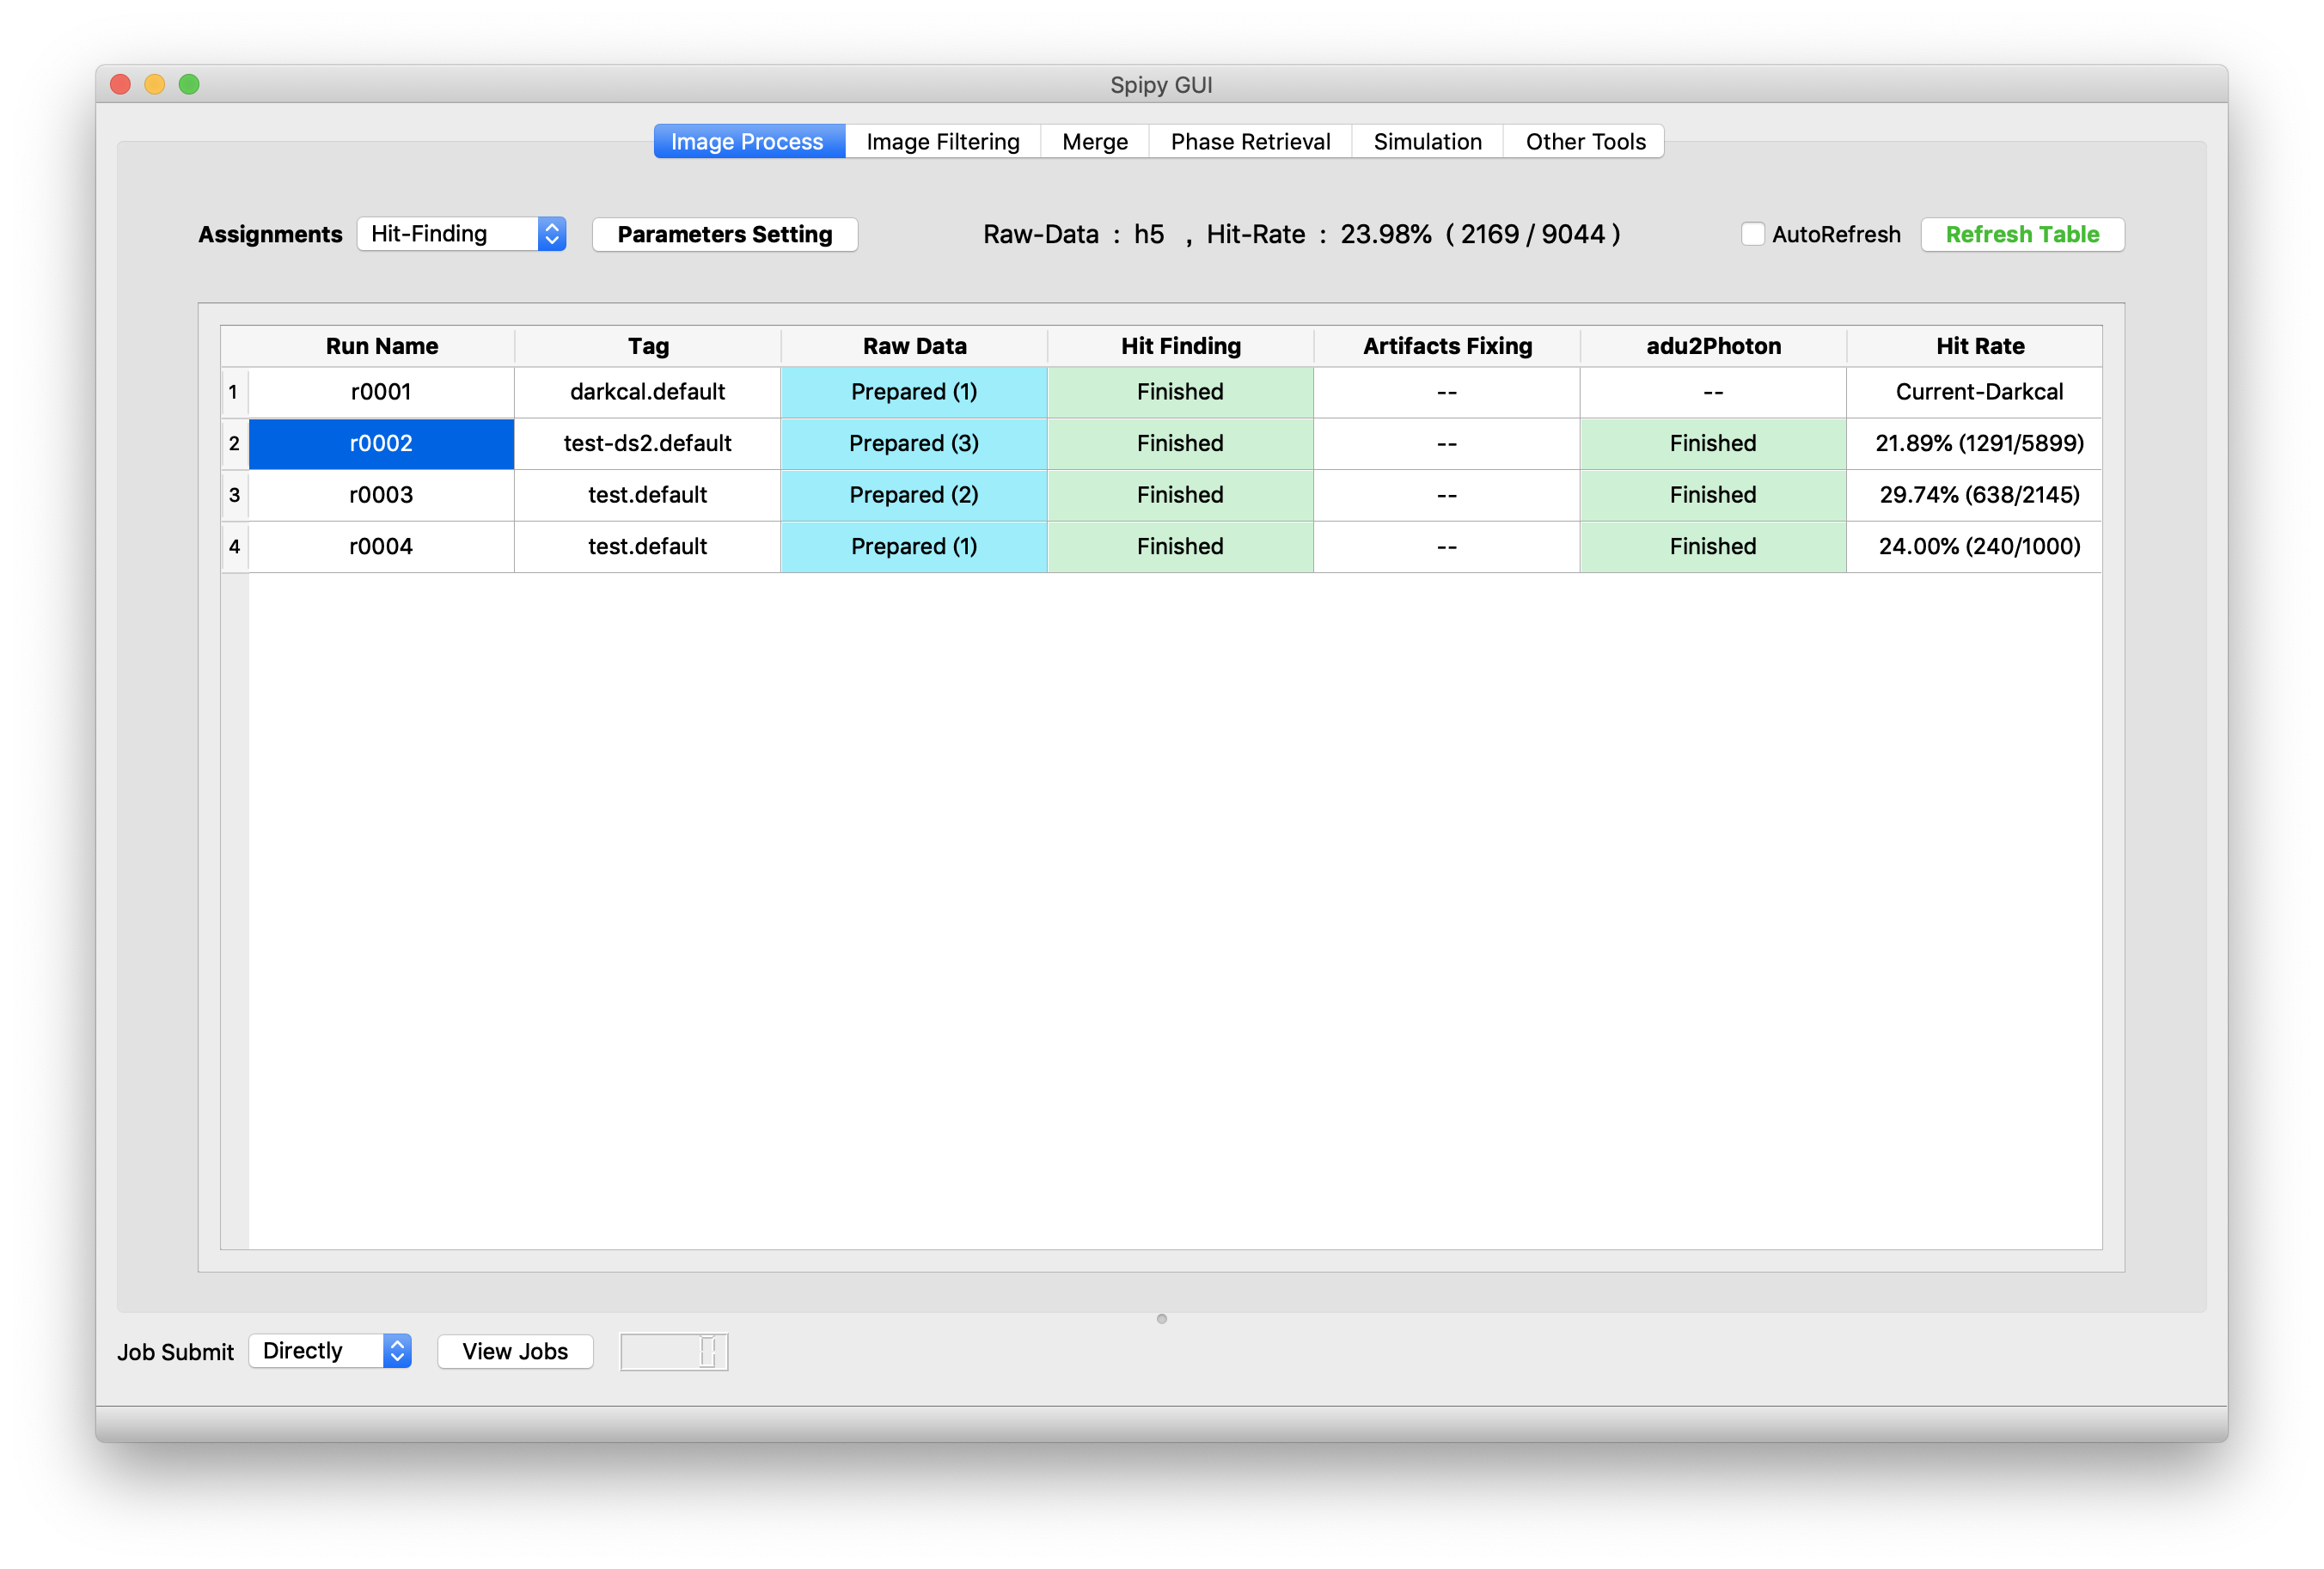 Spipy GUI
Image Process Image Filtering Merge Phase Retrieval Simulation Other Tools
Assignments Hit-Finding Parameters Setting Raw-Data : h5 , Hit-Rate : 23.98% ( 2169 / 9044 ) AutoRefresh Refresh Table
Run Name Tag Raw Data Hit Finding Artifacts Fixing adu2Photon Hit Rate
1 r0001 darkcal.default Prepared (1) Finished -- -- Current-Darkcal
2 r0002 test-ds2.default Prepared (3) Finished -- Finished 21.89% (1291/5899)
3 r0003 test.default Prepared (2) Finished -- Finished 29.74% (638/2145)
4 r0004 test.default Prepared (1) Finished -- Finished 24.00% (240/1000)
Job Submit Directly View Jobs 0